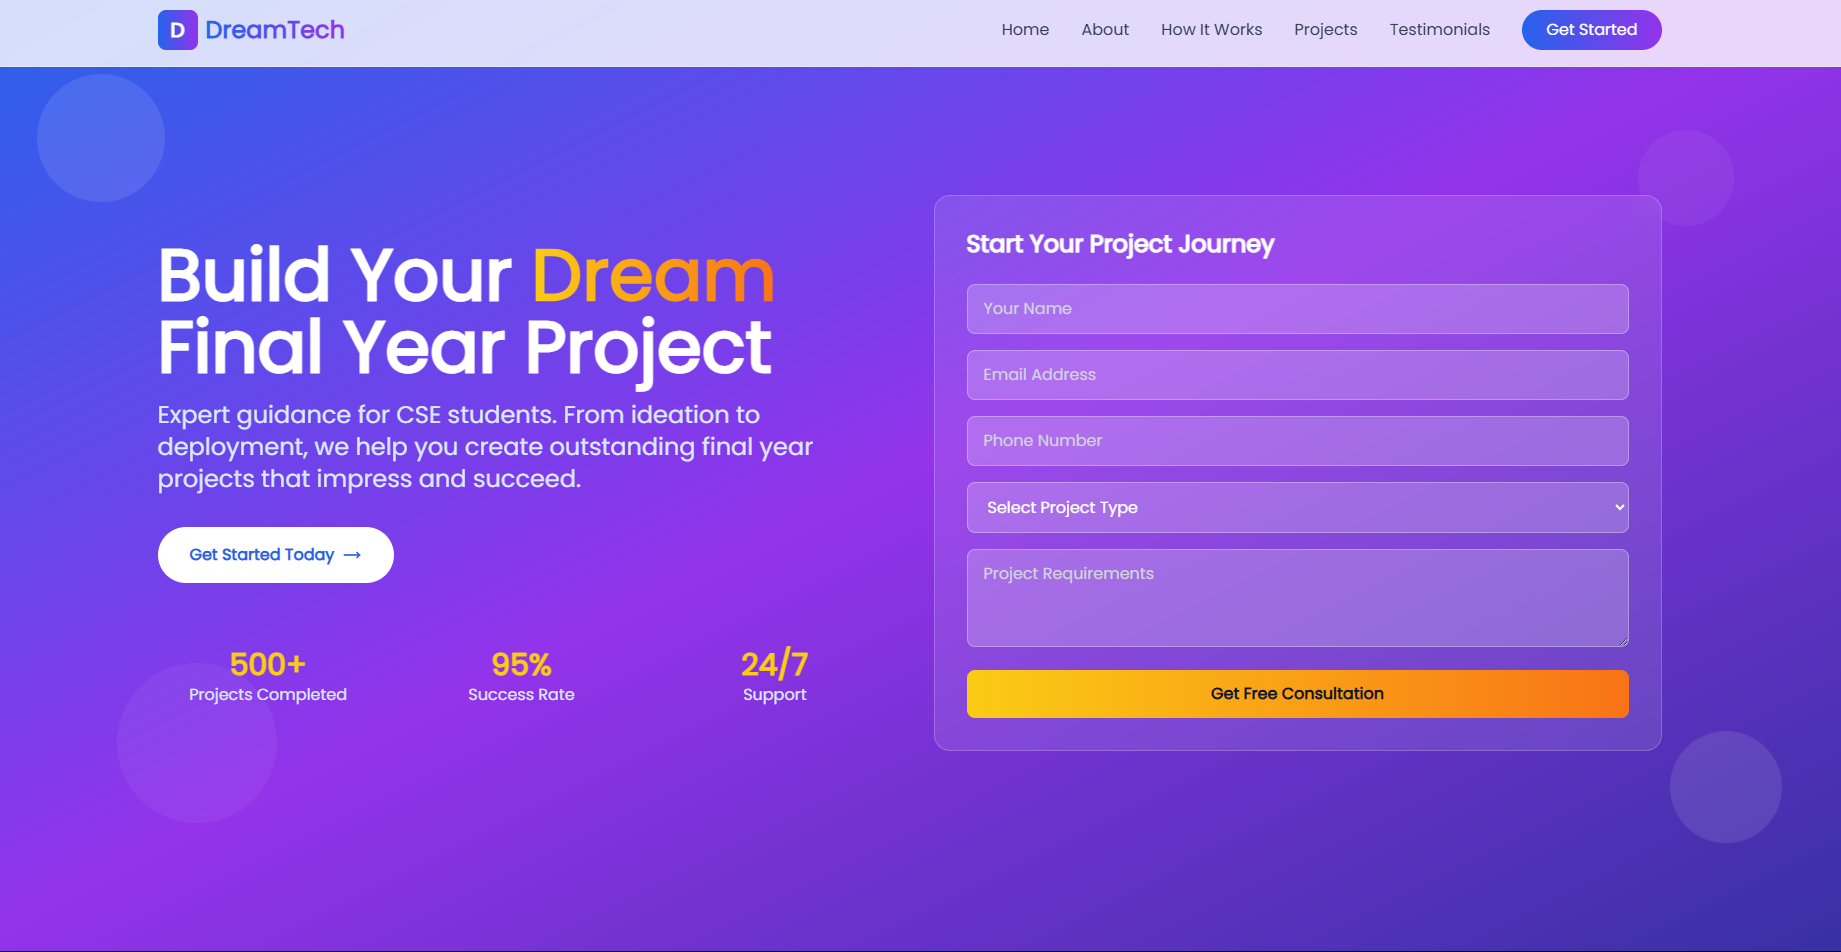 D DreamTech
Home About How It Works Projects Testimonials Get Started
Build Your Dream
Final Year Project
Expert guidance for CSE students. From ideation to
deployment, we help you create outstanding final year
projects that impress and succeed.
Get Started Today →
500+ 95% 24/7
Projects Completed Success Rate Support
Start Your Project Journey
Your Name
Email Address
Phone Number
Select Project Type
Project Requirements
Get Free Consultation